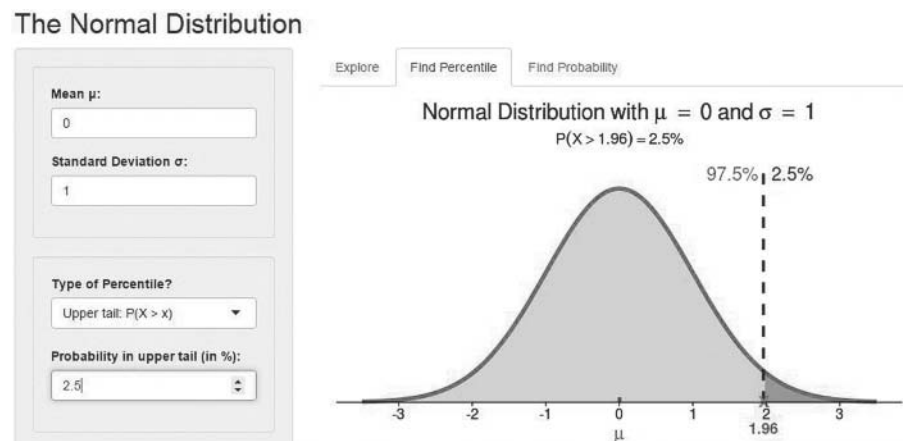 The Normal Distribution
Mean μ:
0
Standard Deviation σ:
1
Type of Percentile?
Upper tail: P(X > x)
Probability in upper tail (in %):
2.5
Explore Find Percentile Find Probability
Normal Distribution with μ = 0 and σ = 1
P(X > 1.96) = 2.5%
97.5% 2.5%
-3 -2 -1 0 1 2 3
1.96
μ